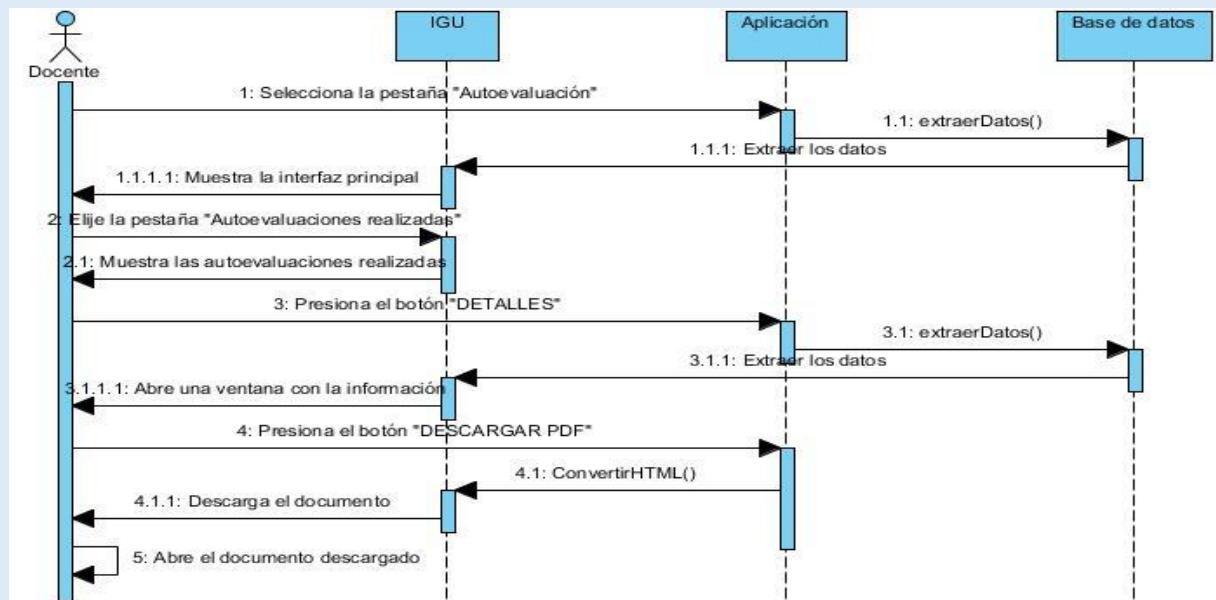 IGU
Aplicación
Base de datos
Docente
1: Selecciona la pestaña "Autoevaluación"
1.1: extraerDatos()
1.1.1: Extraer los datos
1.1.1.1: Muestra la interfaz principal
2: Elije la pestaña "Autoevaluaciones realizadas"
2.1: Muestra las autoevaluaciones realizadas
3: Presiona el botón "DETALLES"
3.1: extraerDatos()
3.1.1: Extraer los datos
3.1.1.1: Abre una ventana con la información
4: Presiona el botón "DESCARGAR PDF"
4.1: ConvertirHTML()
4.1.1: Descarga el documento
5: Abre el documento descargado